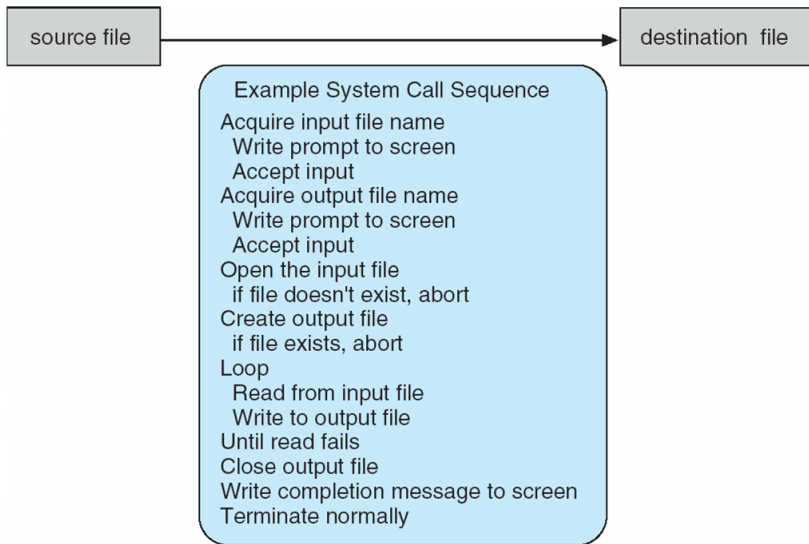 source file
destination file
Example System Call Sequence
Acquire input file name
Write prompt to screen
Accept input
Acquire output file name
Write prompt to screen
Accept input
Open the input file
if file doesn't exist, abort
Create output file
if file exists, abort
Loop
Read from input file
Write to output file
Until read fails
Close output file
Write completion message to screen
Terminate normally